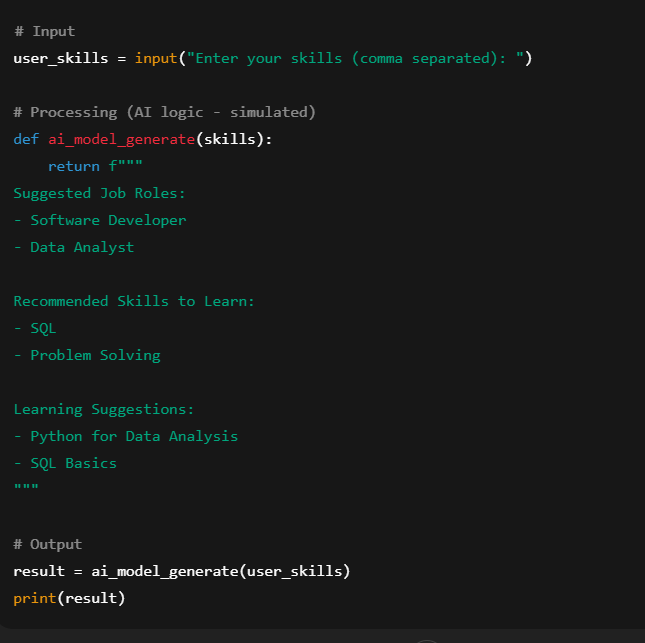 # Input
user_skills = input("Enter your skills (comma separated): ")
# Processing (AI logic - simulated)
def ai_model_generate(skills):
    return f"""
Suggested Job Roles:
- Software Developer
- Data Analyst
Recommended Skills to Learn:
- SQL
- Problem Solving
Learning Suggestions:
- Python for Data Analysis
- SQL Basics
"""
# Output
result = ai_model_generate(user_skills)
print(result)